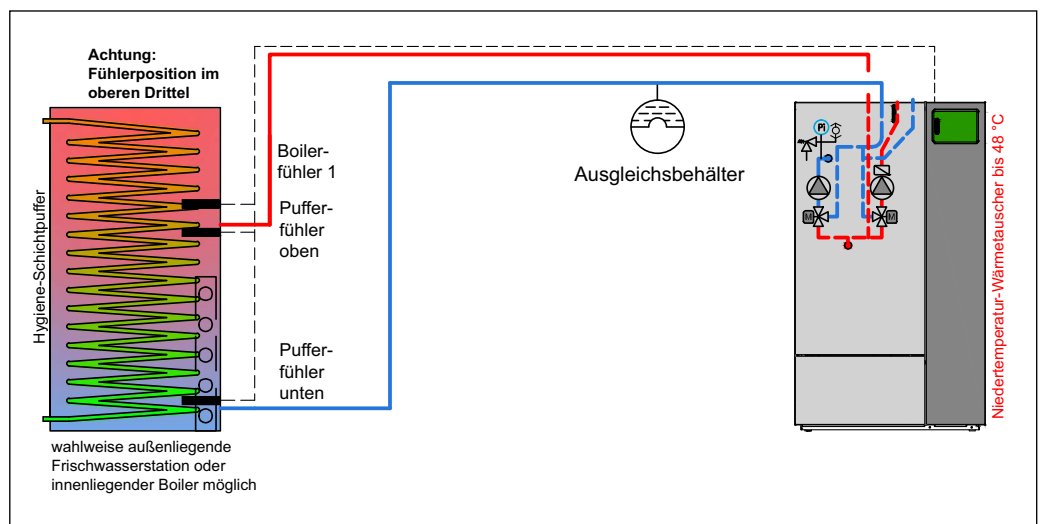 Achtung:
Fühlerposition im
oberen Drittel
Hygiene-Schichtpuffer
Boiler-
fühler 1
Puffer-
fühler
oben
Puffer-
fühler
unten
wahlweise außenliegende
Frischwasserstation oder
innenliegender Boiler möglich
Ausgleichsbehälter
Pi
M
M
Niedertemperatur-Wärmetauscher bis 48 °C